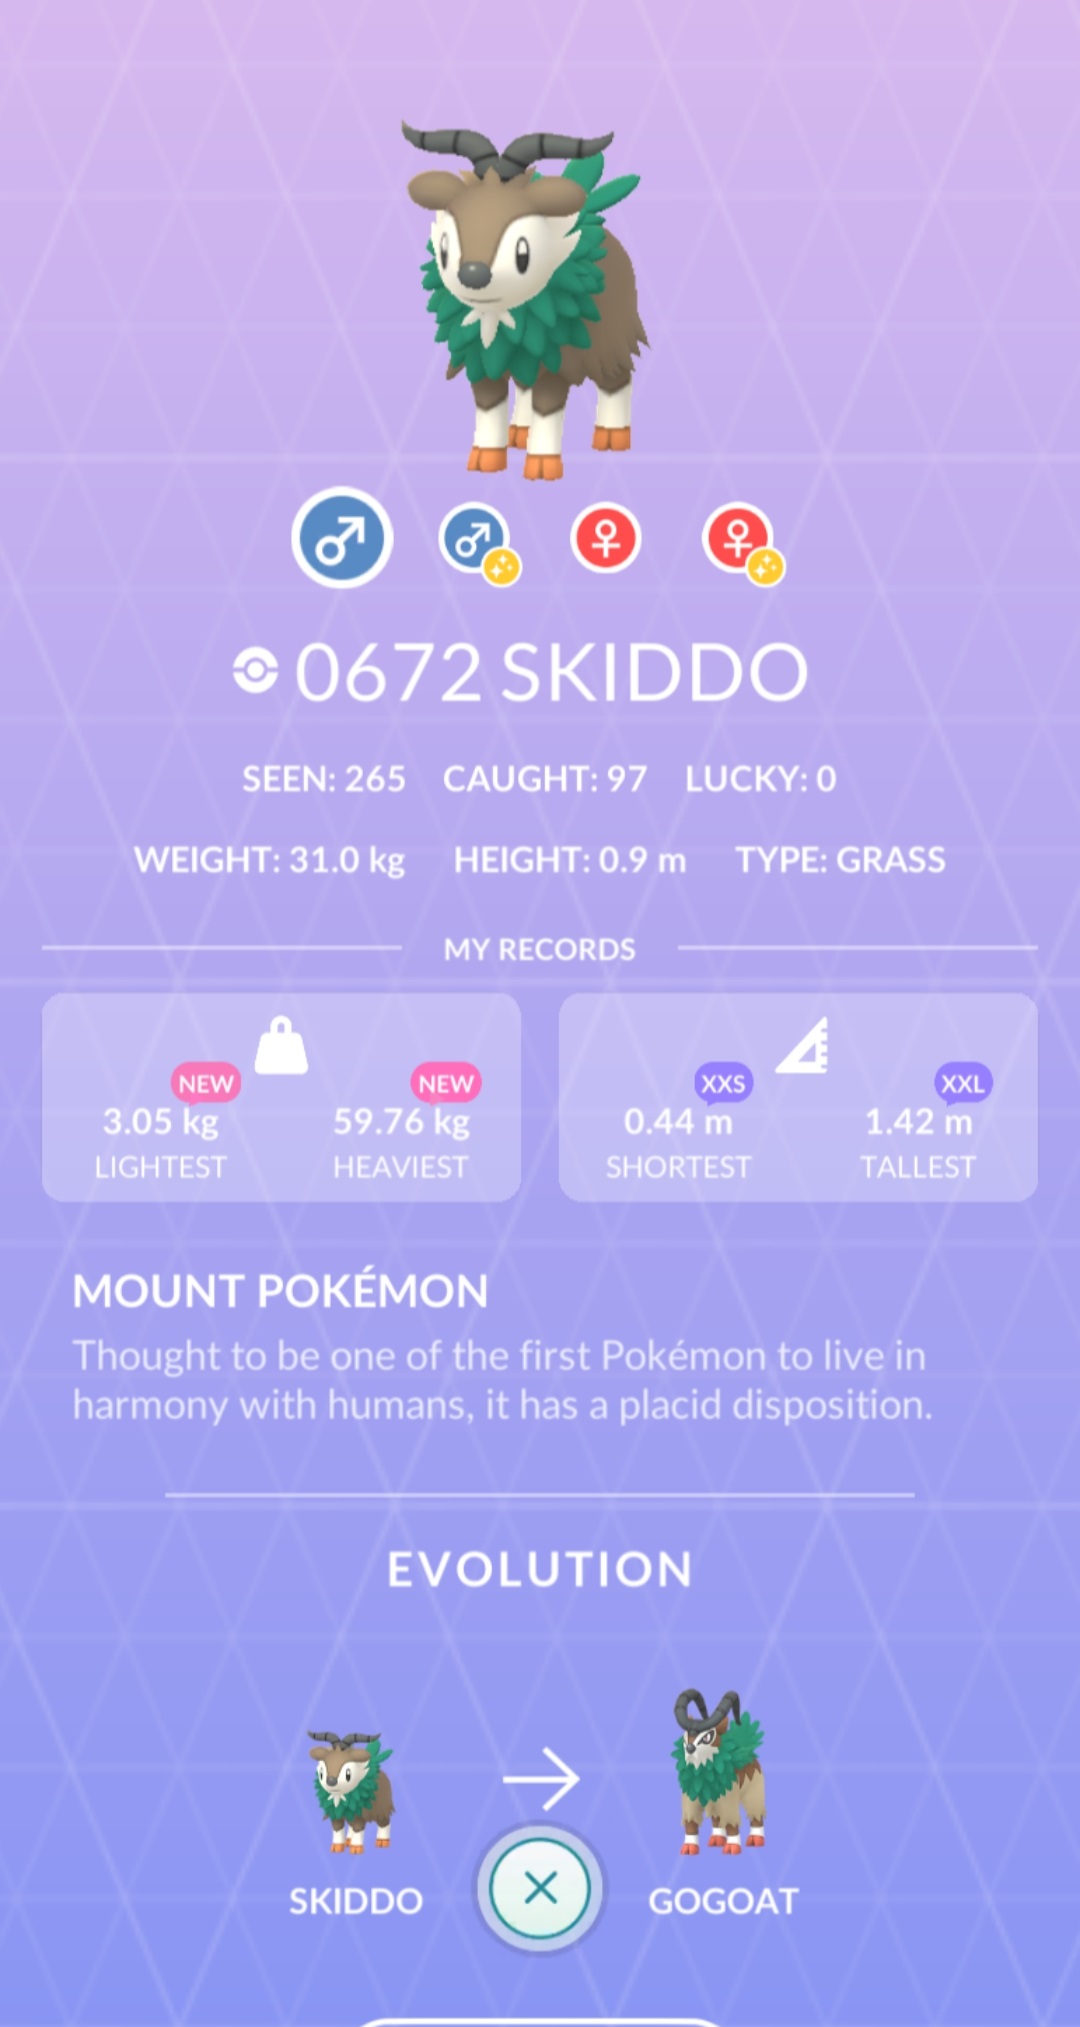 0672 SKIDDO
SEEN: 265 CAUGHT: 97 LUCKY: 0
WEIGHT: 31.0 kg HEIGHT: 0.9 m TYPE: GRASS
MY RECORDS
NEW NEW XXS XXL
3.05 kg 59.76 kg 0.44 m 1.42 m
LIGHTEST HEAVIEST SHORTEST TALLEST
MOUNT POKÉMON
Thought to be one of the first Pokémon to live in
harmony with humans, it has a placid disposition.
EVOLUTION
SKIDDO GOGOAT